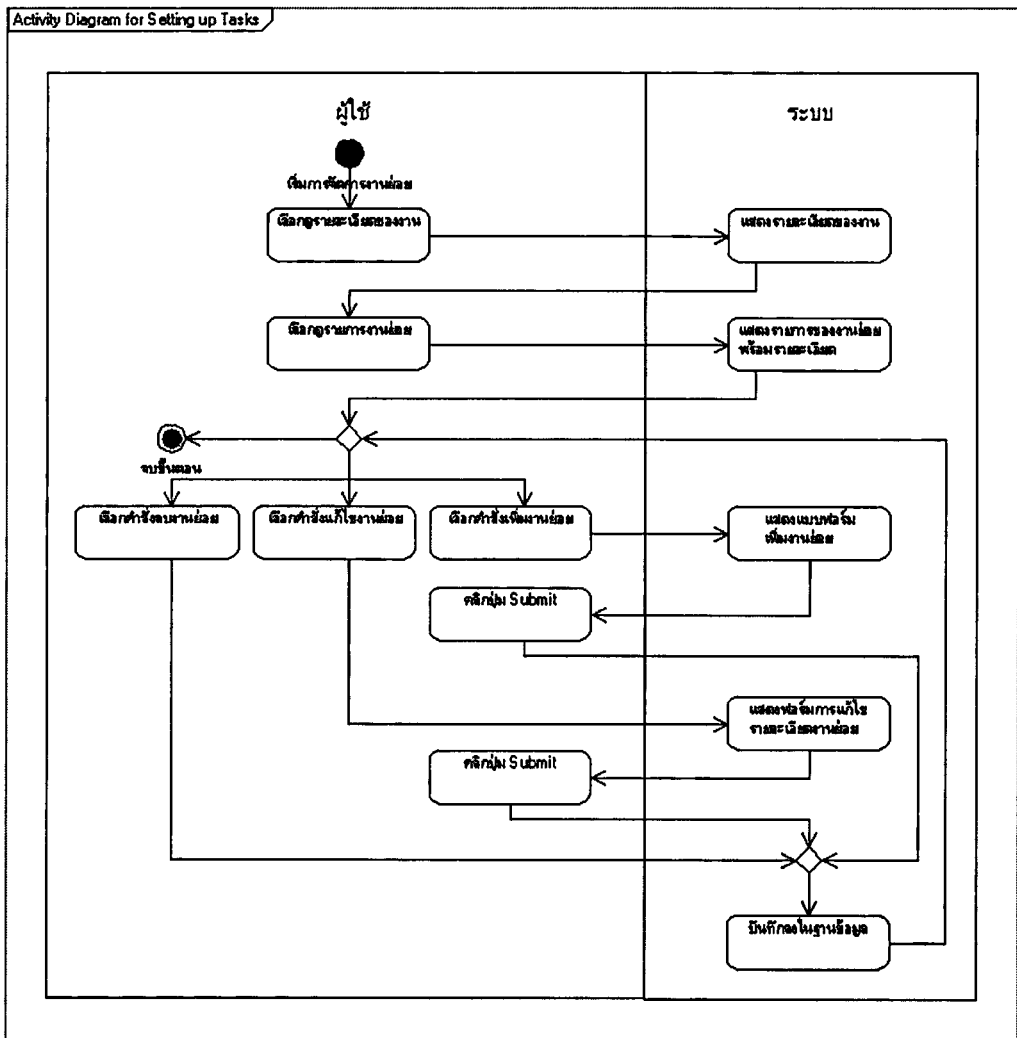 Activity Diagram for Setting up Tasks
ผู้ใช้
ระบบ
เริ่มการจัดการงานย่อย
เลือกดูรายละเอียดของงาน
แสดงรายละเอียดของงาน
เลือกดูรายการงานย่อย
แสดงรายการของงานย่อย
พร้อมรายละเอียด
จบขั้นตอน
เลือกคำสั่งลบงานย่อย
เลือกคำสั่งแก้ไขงานย่อย
เลือกคำสั่งเพิ่มงานย่อย
แสดงแบบฟอร์ม
เพิ่มงานย่อย
คลิกปุ่ม Submit
แสดงฟอร์มการแก้ไข
รายละเอียดงานย่อย
คลิกปุ่ม Submit
บันทึกลงในฐานข้อมูล